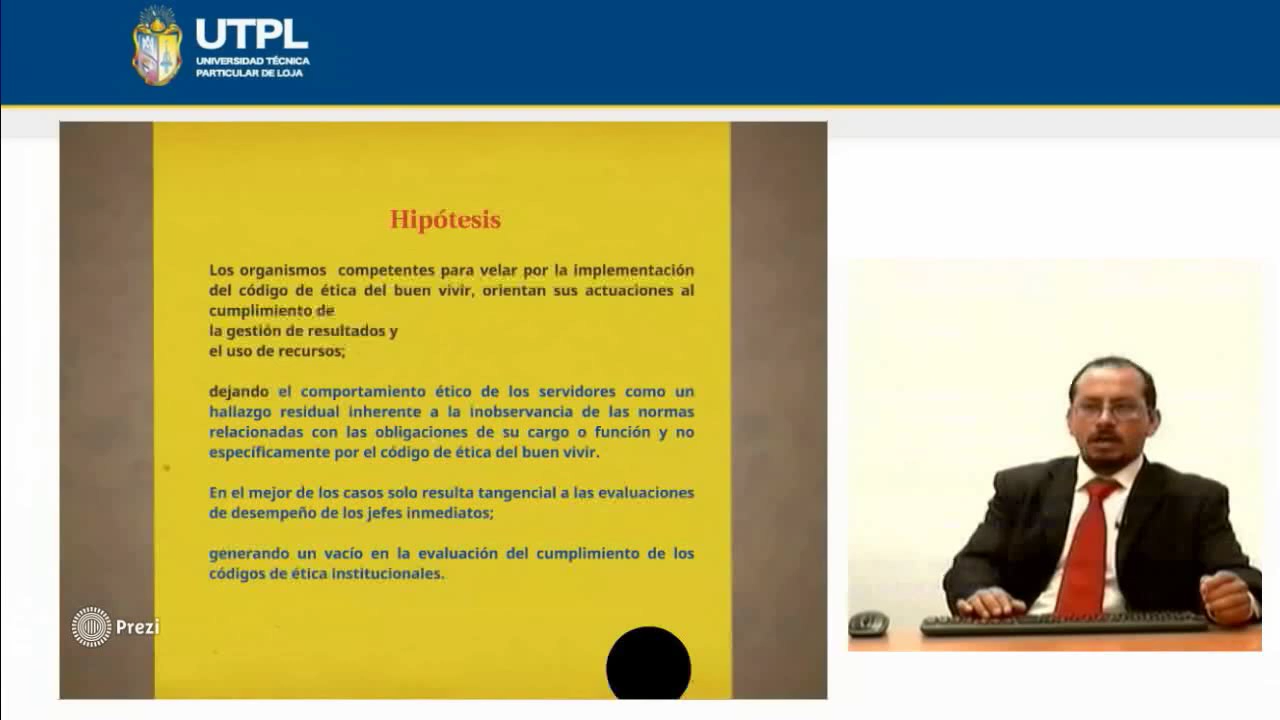 UTPL
UNIVERSIDAD TÉCNICA
PARTICULAR DE LOJA
Hipótesis
Los organismos competentes para velar por la implementación
del código de ética del buen vivir, orientan sus actuaciones al
cumplimiento de
la gestión de resultados y
el uso de recursos;
dejando el comportamiento ético de los servidores como un
hallazgo residual inherente a la inobservancia de las normas
relacionadas con las obligaciones de su cargo o función y no
específicamente por el código de ética del buen vivir.
En el mejor de los casos solo resulta tangencial a las evaluaciones
de desempeño de los jefes inmediatos;
generando un vacío en la evaluación del cumplimiento de los
códigos de ética institucionales.
Prezi